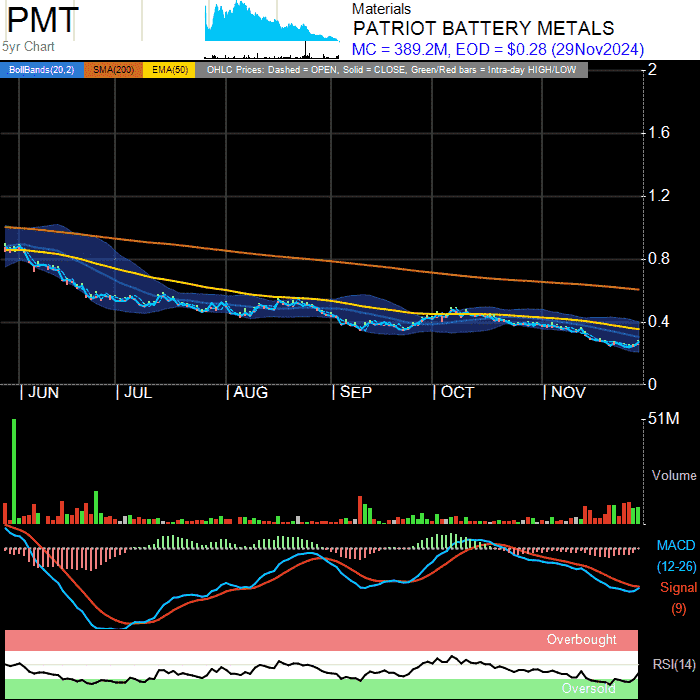 PMT
5yr Chart
Materials
PATRIOT BATTERY METALS
MC = 389.2M, EOD = $0.28 (29Nov2024)
BollBands(20,2) SMA(200) EMA(50) OHLC Prices: Dashed = OPEN, Solid = CLOSE, Green/Red bars = Intra-day HIGH/LOW
2
1.6
1.2
0.8
0.4
0
| JUN | JUL | AUG | SEP | OCT | NOV
51M
Volume
MACD
(12-26)
Signal
(9)
Overbought
RSI(14)
Oversold